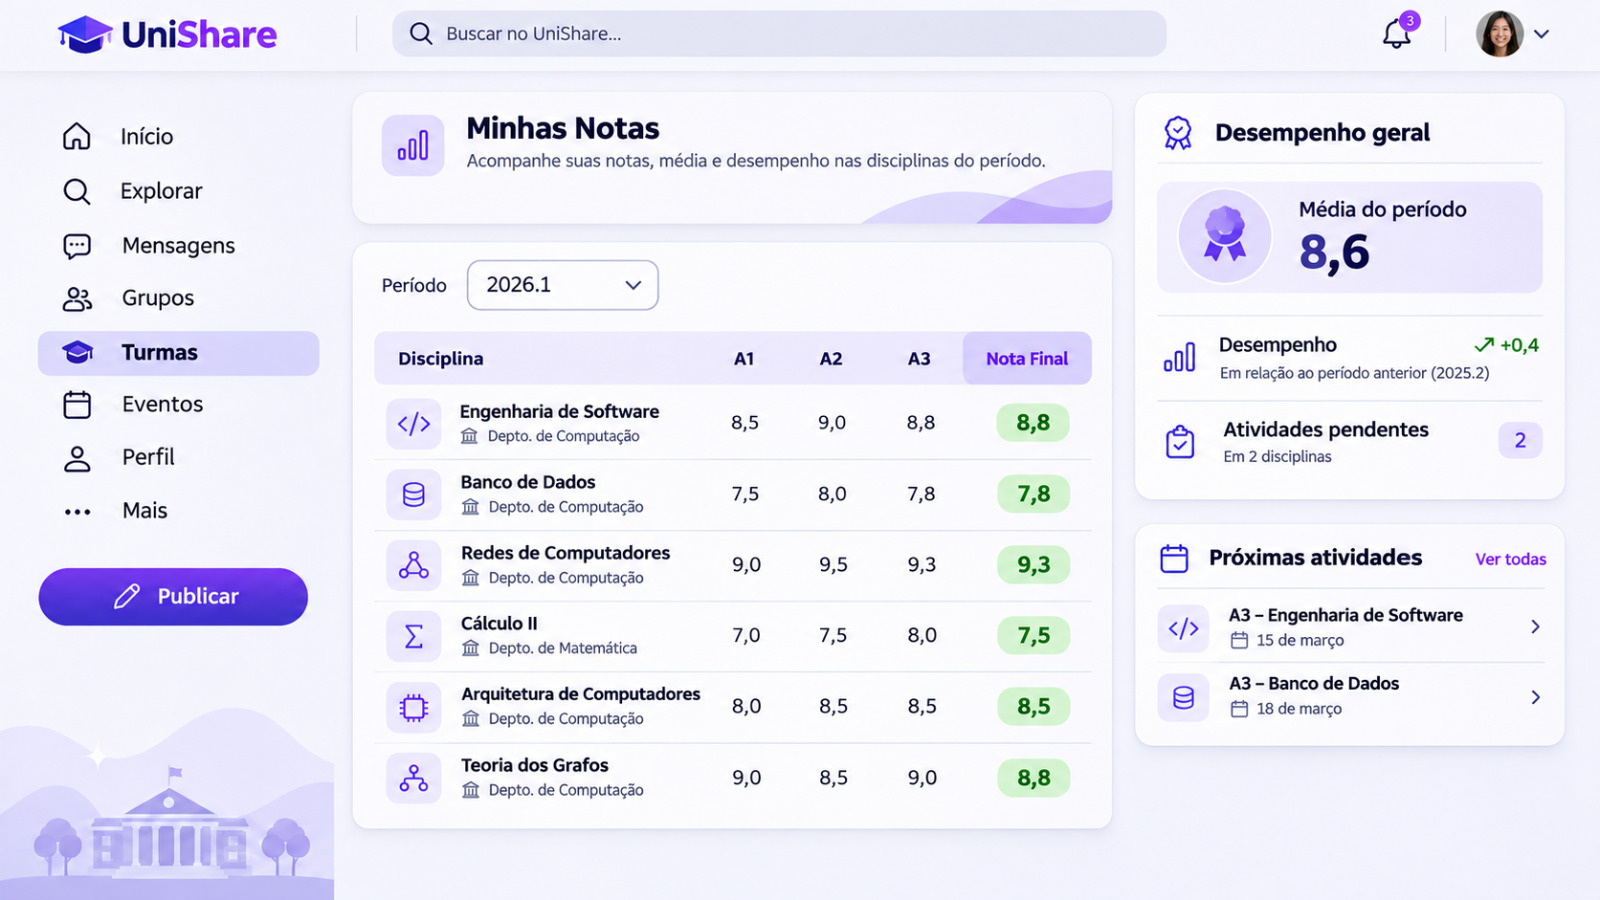 UniShare
Buscar no UniShare...
3
Início
Explorar
Mensagens
Grupos
Turmas
Eventos
Perfil
Mais
Publicar
Minhas Notas
Acompanhe suas notas, média e desempenho nas disciplinas do período.
Período 2026.1
Disciplina A1 A2 A3 Nota Final
Engenharia de Software 8,5 9,0 8,8 8,8
Depto. de Computação
Banco de Dados 7,5 8,0 7,8 7,8
Depto. de Computação
Redes de Computadores 9,0 9,5 9,3 9,3
Depto. de Computação
Cálculo II 7,0 7,5 8,0 7,5
Depto. de Matemática
Arquitetura de Computadores 8,0 8,5 8,5 8,5
Depto. de Computação
Teoria dos Grafos 9,0 8,5 9,0 8,8
Depto. de Computação
Desempenho geral
Média do período
8,6
Desempenho +0,4
Em relação ao período anterior (2025.2)
Atividades pendentes 2
Em 2 disciplinas
Próximas atividades Ver todas
A3 – Engenharia de Software
15 de março
A3 – Banco de Dados
18 de março